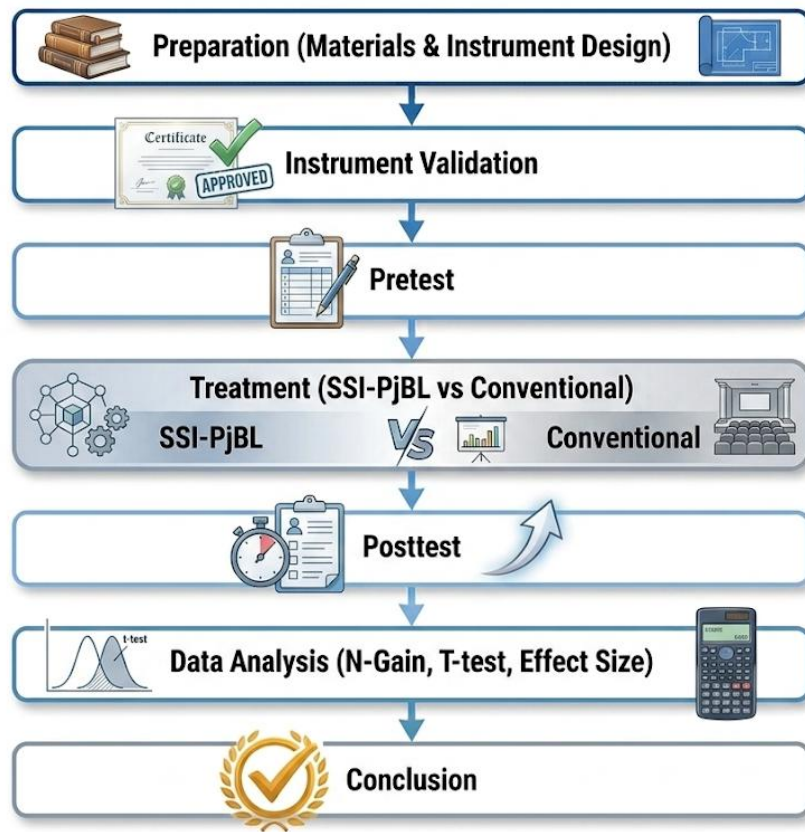 Preparation (Materials & Instrument Design)
Certificate
APPROVED
Instrument Validation
Pretest
Treatment (SSI-PjBL vs Conventional)
SSI-PjBL
VS
Conventional
Posttest
t-test
Data Analysis (N-Gain, T-test, Effect Size)
Conclusion